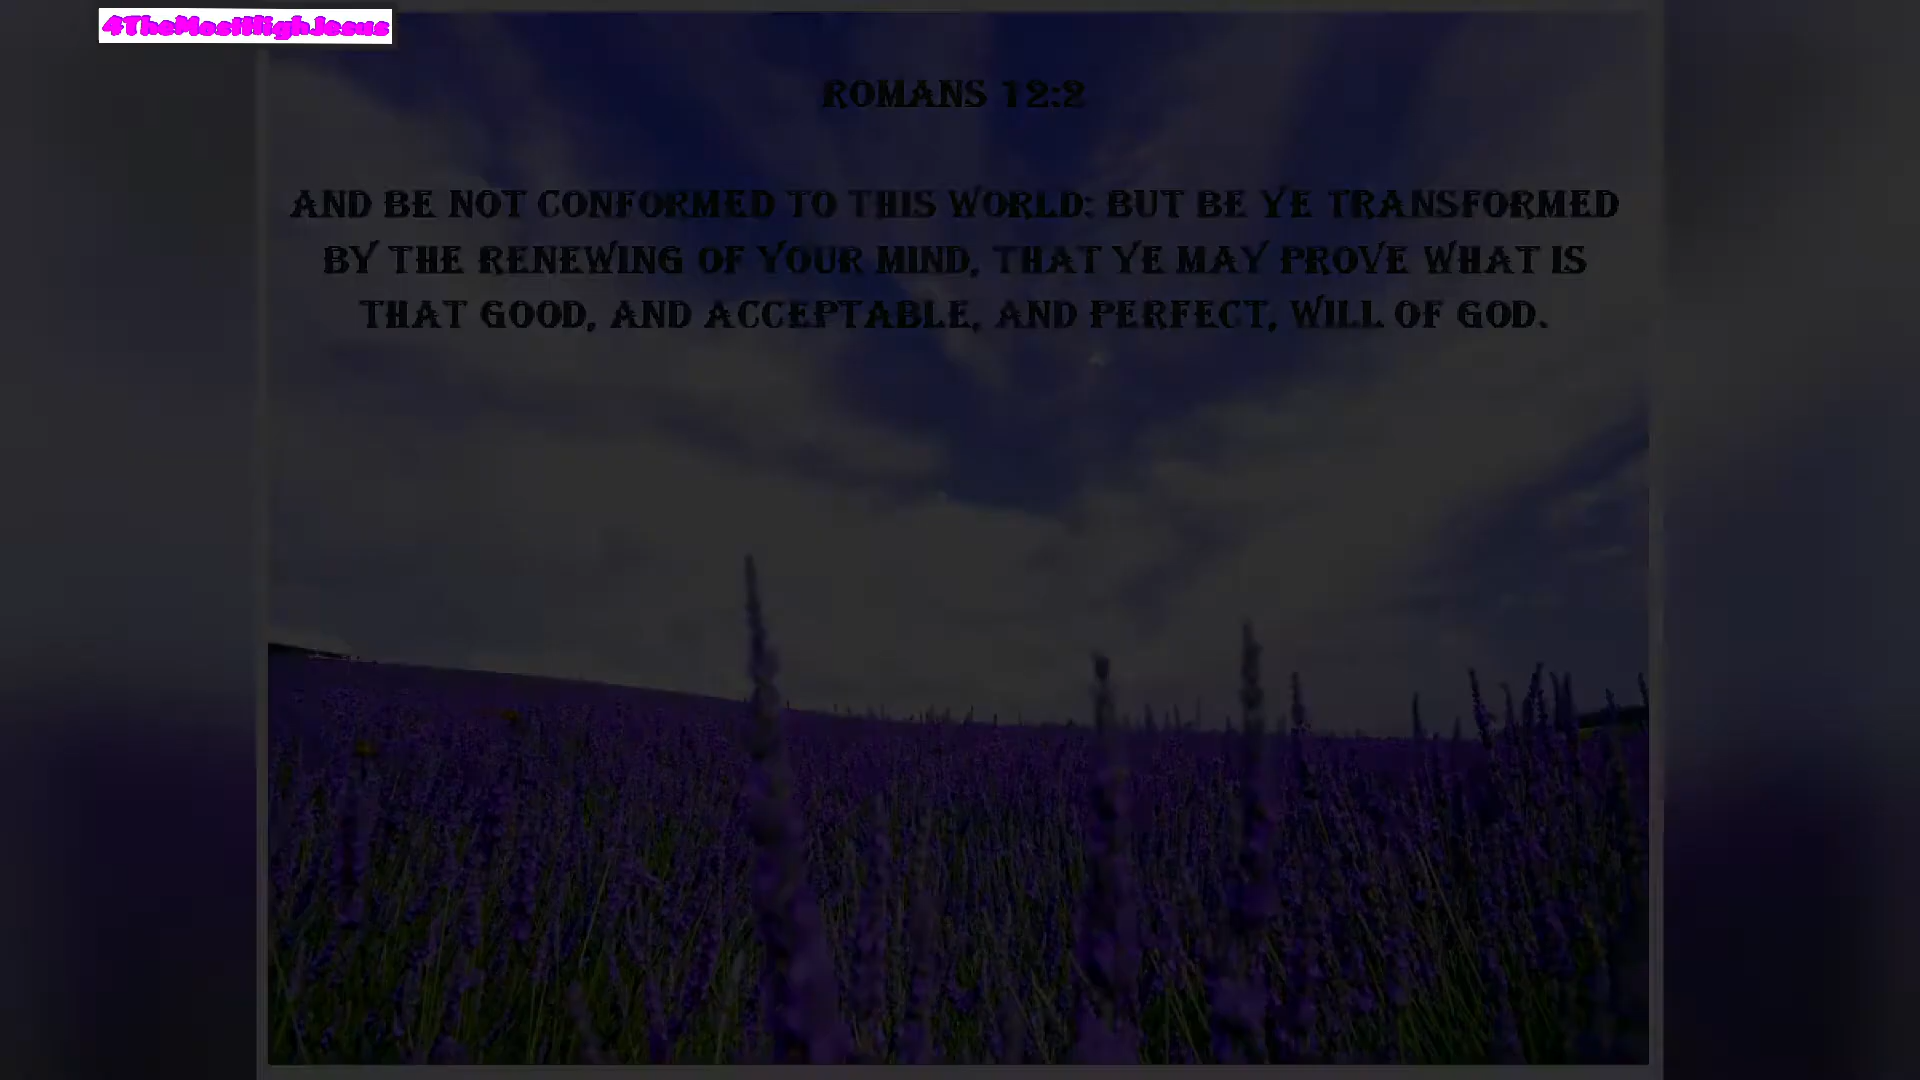 4TheMostHighJesus
ROMANS 12:2
AND BE NOT CONFORMED TO THIS WORLD: BUT BE YE TRANSFORMED
BY THE RENEWING OF YOUR MIND, THAT YE MAY PROVE WHAT IS
THAT GOOD, AND ACCEPTABLE, AND PERFECT, WILL OF GOD.